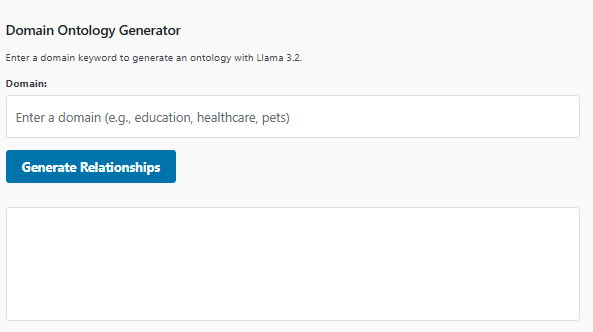 Domain Ontology Generator
Enter a domain keyword to generate an ontology with Llama 3.2.
Domain:
Enter a domain (e.g., education, healthcare, pets)
Generate Relationships